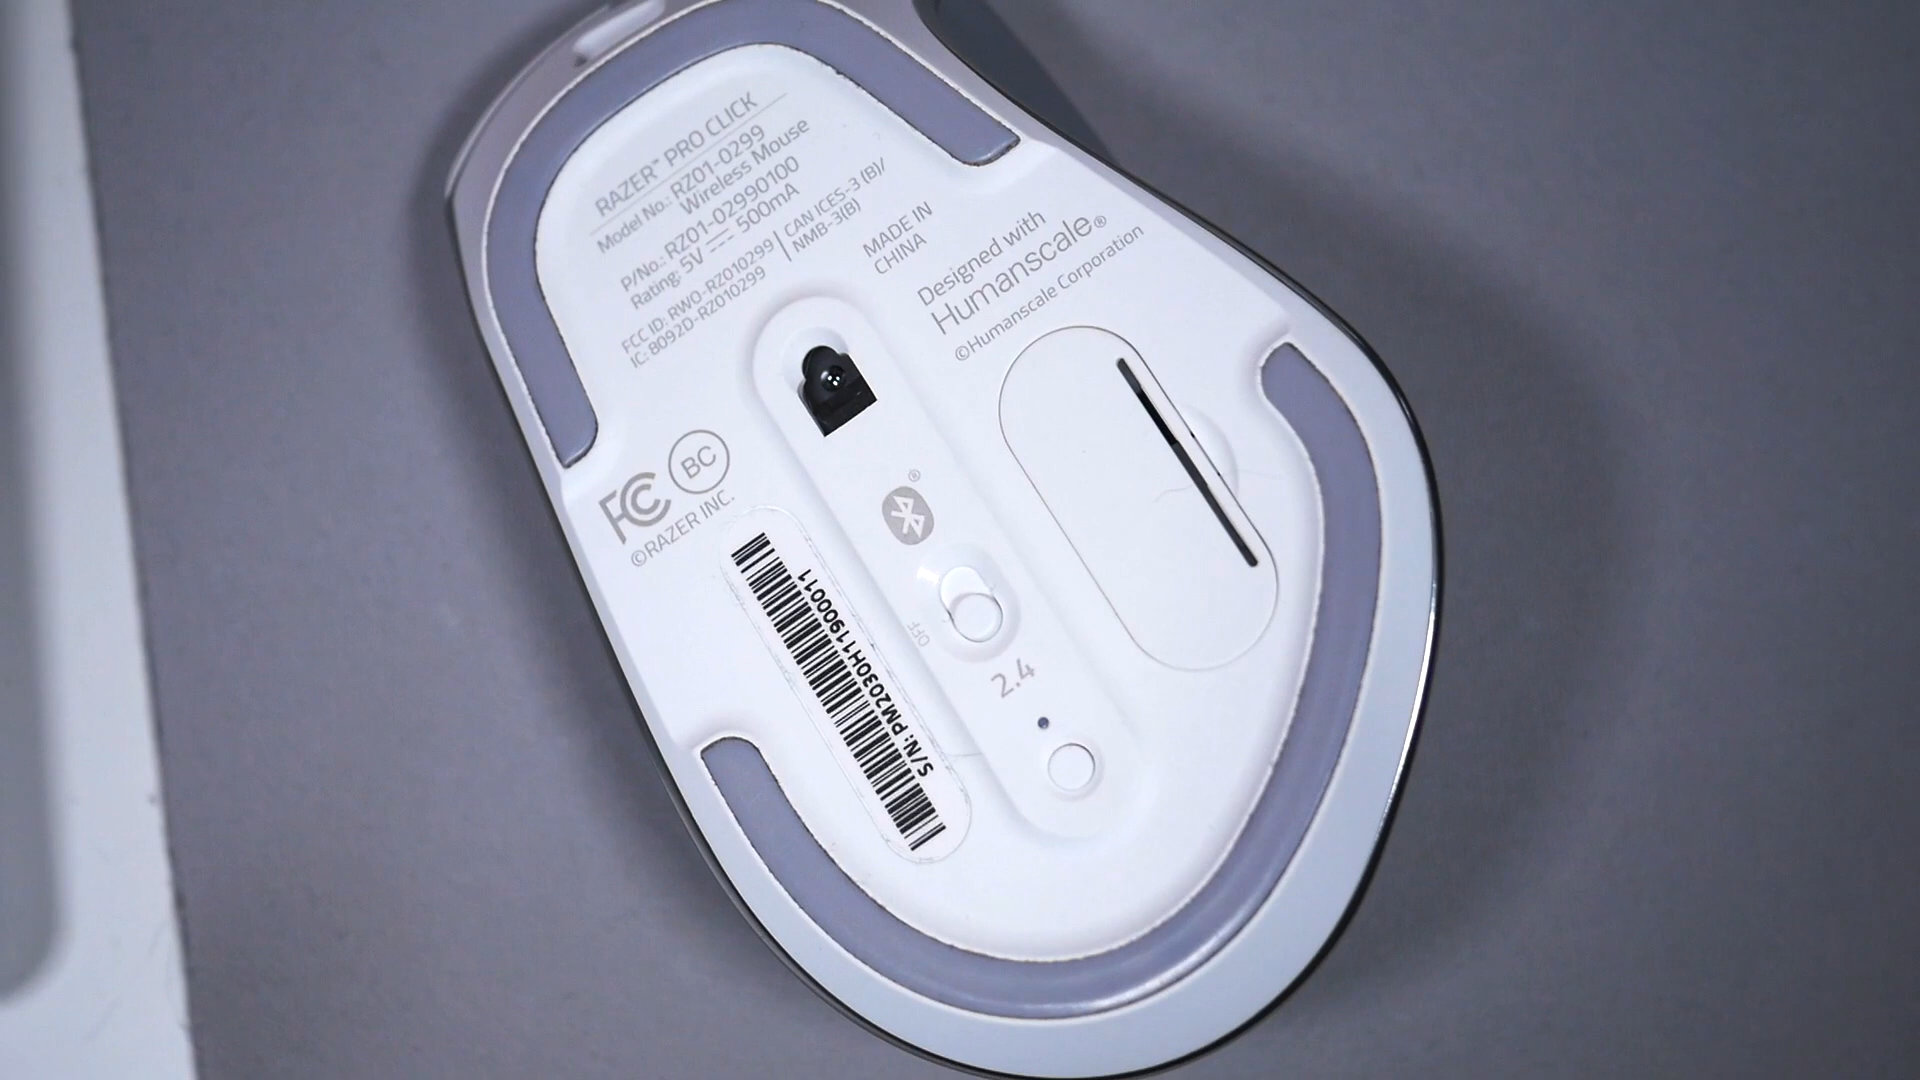 RAZER™ PRO CLICK
Model No.: RZ01-0299
Wireless Mouse
P/No.: RZ01-02990100
Rating: 5V ⎓ 500mA
FCC ID: RWO-RZ010299
IC: 8092D-RZ010299
CAN ICES-3 (B)/
NMB-3(B)
MADE IN
CHINA
Designed with
Humanscale®
©Humanscale Corporation
FCC
BC
©RAZER INC.
®
OFF
2.4
S/N: PM2030H11900011